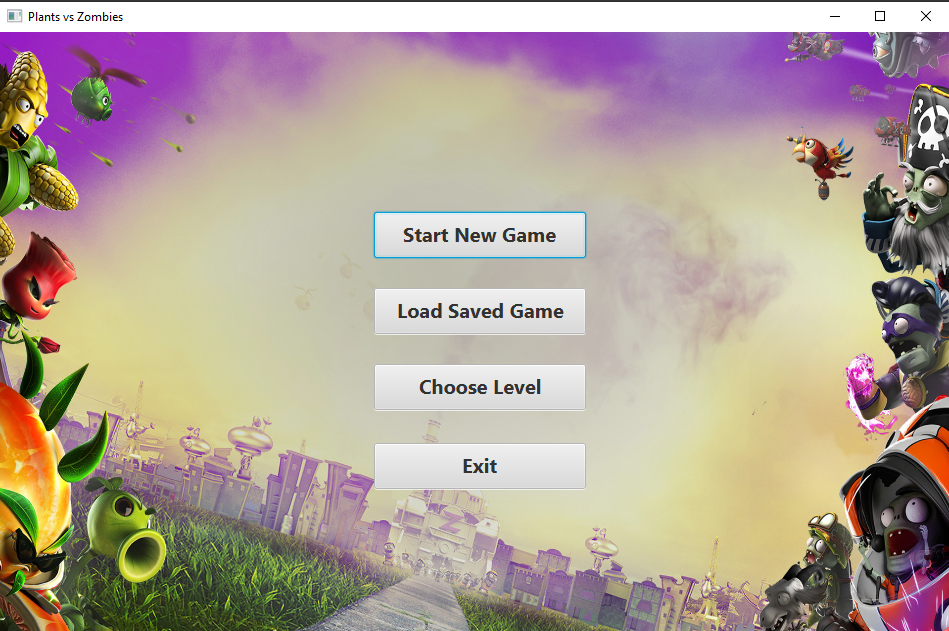 Plants vs Zombies
Start New Game
Load Saved Game
Choose Level
Exit